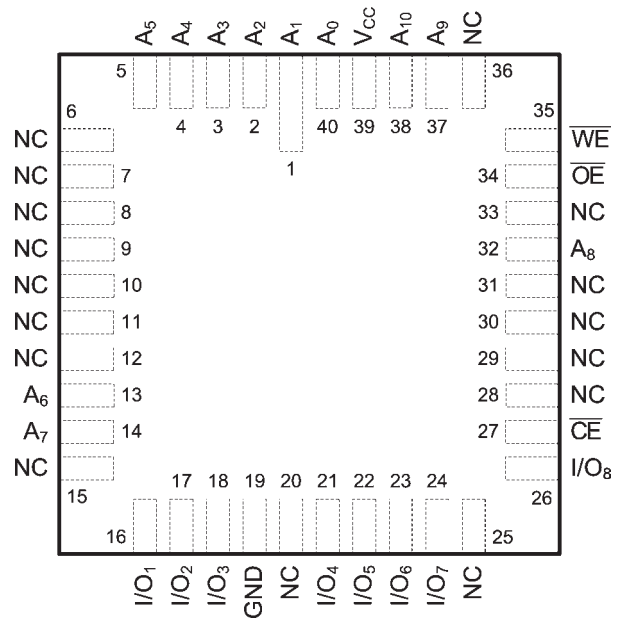 A5 A4 A3 A2 A1 A0 VCC A10 A9 NC
5 36
6 4 3 2 40 39 38 37 35
NC W̅E̅
1
NC 7 34 O̅E̅
NC 8 33 NC
NC 9 32 A8
NC 10 31 NC
NC 11 30 NC
NC 12 29 NC
A6 13 28 NC
A7 14 27 C̅E̅
NC I/O8
15 17 18 19 20 21 22 23 24 26
16 25
I/O1 I/O2 I/O3 GND NC I/O4 I/O5 I/O6 I/O7 NC